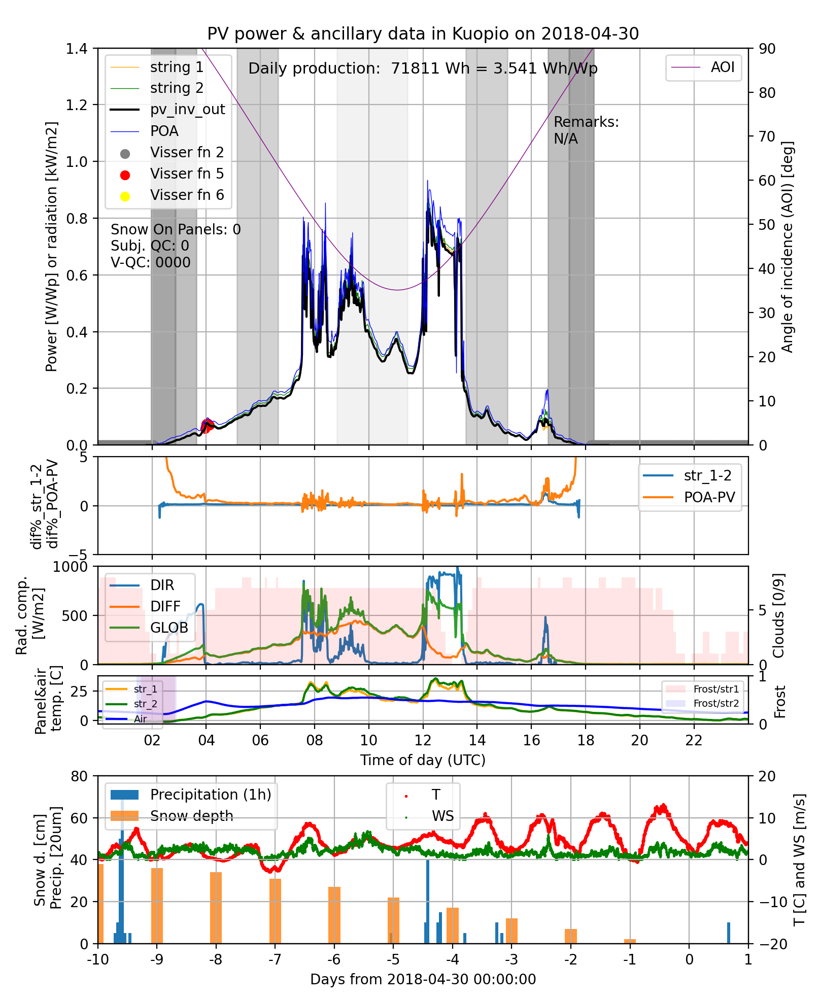 PV power & ancillary data in Kuopio on 2018-04-30
1.4
1.2
1.0
0.8
0.6
0.4
0.2
0.0
Power [W/Wp] or radiation [kW/m2]
string 1
string 2
pv_inv_out
POA
Visser fn 2
Visser fn 5
Visser fn 6
Daily production:  71811 Wh = 3.541 Wh/Wp
AOI
Remarks:
N/A
Snow On Panels: 0
Subj. QC: 0
V-QC: 0000
90
80
70
60
50
40
30
20
10
0
Angle of incidence (AOI) [deg]
5
0
−5
dif%_str_1-2
dif%_POA-PV
str_1-2
POA-PV
1000
500
0
Rad. comp.
[W/m2]
DIR
DIFF
GLOB
5
0
Clouds [0/9]
25
0
Panel&air
temp. [C]
str_1
str_2
Air
Frost/str1
Frost/str2
1
0
Frost
02
04
06
08
10
12
14
16
18
20
22
Time of day (UTC)
80
60
40
20
0
Snow d. [cm]
Precip. [20um]
Precipitation (1h)
Snow depth
T
WS
20
10
0
−10
−20
T [C] and WS [m/s]
-10
-9
-8
-7
-6
-5
-4
-3
-2
-1
0
1
Days from 2018-04-30 00:00:00